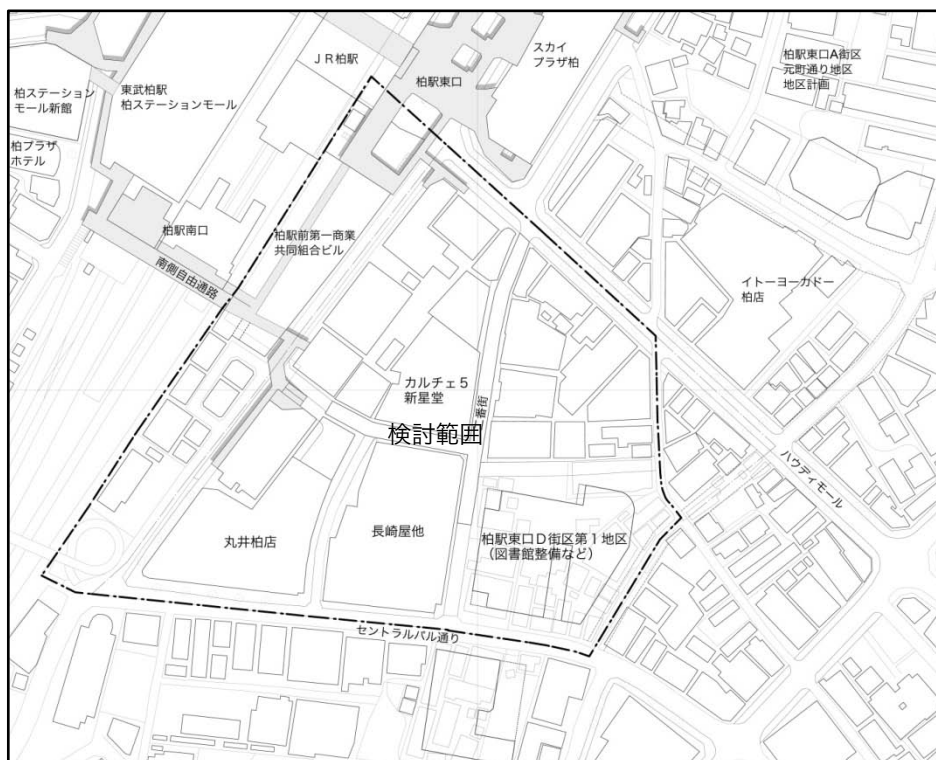 スカイ
プラザ柏
柏駅東口A街区
元町通り地区
地区計画
JR柏駅
柏駅東口
東武柏駅
柏ステーションモール
柏ステーション
モール新館
柏プラザ
ホテル
柏駅南口
柏駅前第一商業
共同組合ビル
南側自由通路
イトーヨーカドー
柏店
カルチェ5
新星堂
一番街
検討範囲
ハウディモール
丸井柏店
長崎屋他
柏駅東口D街区第1地区
(図書館整備など)
セントラルパル通り